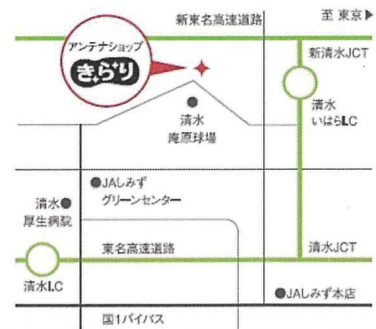 新東名高速道路
至 東京▶
アンテナショップ
きらり
新清水JCT
清水
いはらI.C
清水
庵原球場
●JAしみず
グリーンセンター
清水●
厚生病院
東名高速道路
清水JCT
清水I.C
●JAしみず本店
国1バイパス